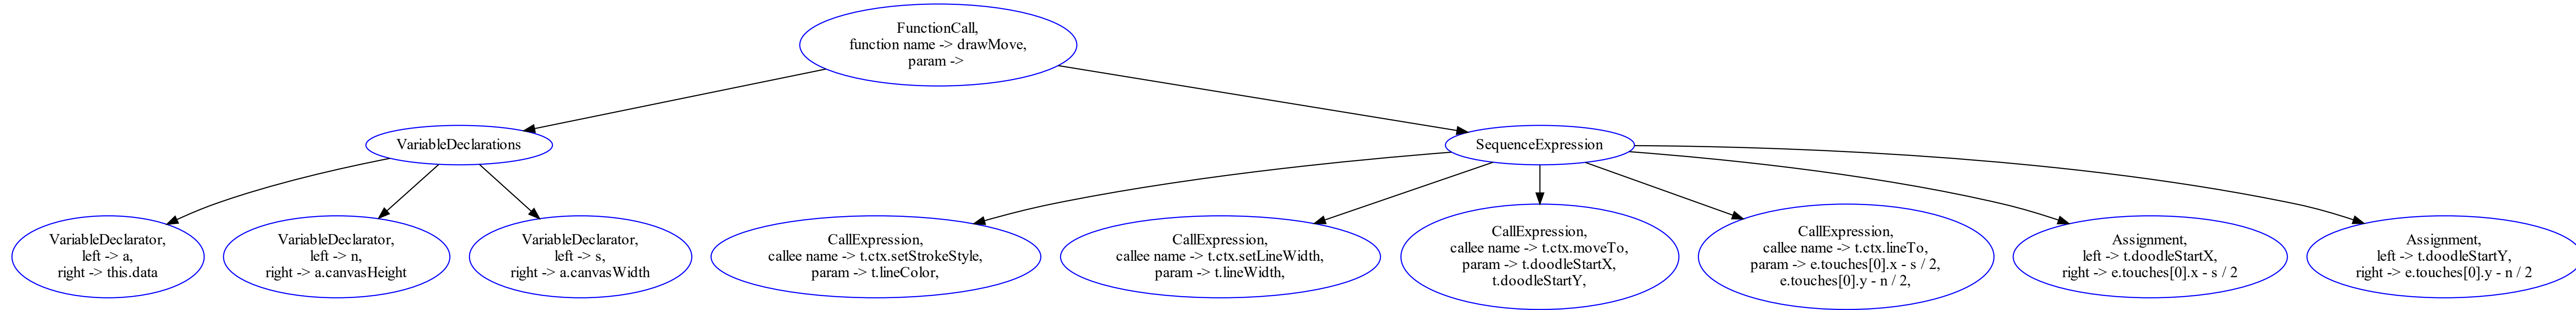 FunctionCall,
function name -> drawMove,
param ->
VariableDeclarations
SequenceExpression
VariableDeclarator,
left -> a,
right -> this.data
VariableDeclarator,
left -> n,
right -> a.canvasHeight
VariableDeclarator,
left -> s,
right -> a.canvasWidth
CallExpression,
callee name -> t.ctx.setStrokeStyle,
param -> t.lineColor,
CallExpression,
callee name -> t.ctx.setLineWidth,
param -> t.lineWidth,
CallExpression,
callee name -> t.ctx.moveTo,
param -> t.doodleStartX,
t.doodleStartY,
CallExpression,
callee name -> t.ctx.lineTo,
param -> e.touches[0].x - s / 2,
e.touches[0].y - n / 2,
Assignment,
left -> t.doodleStartX,
right -> e.touches[0].x - s / 2
Assignment,
left -> t.doodleStartY,
right -> e.touches[0].y - n / 2